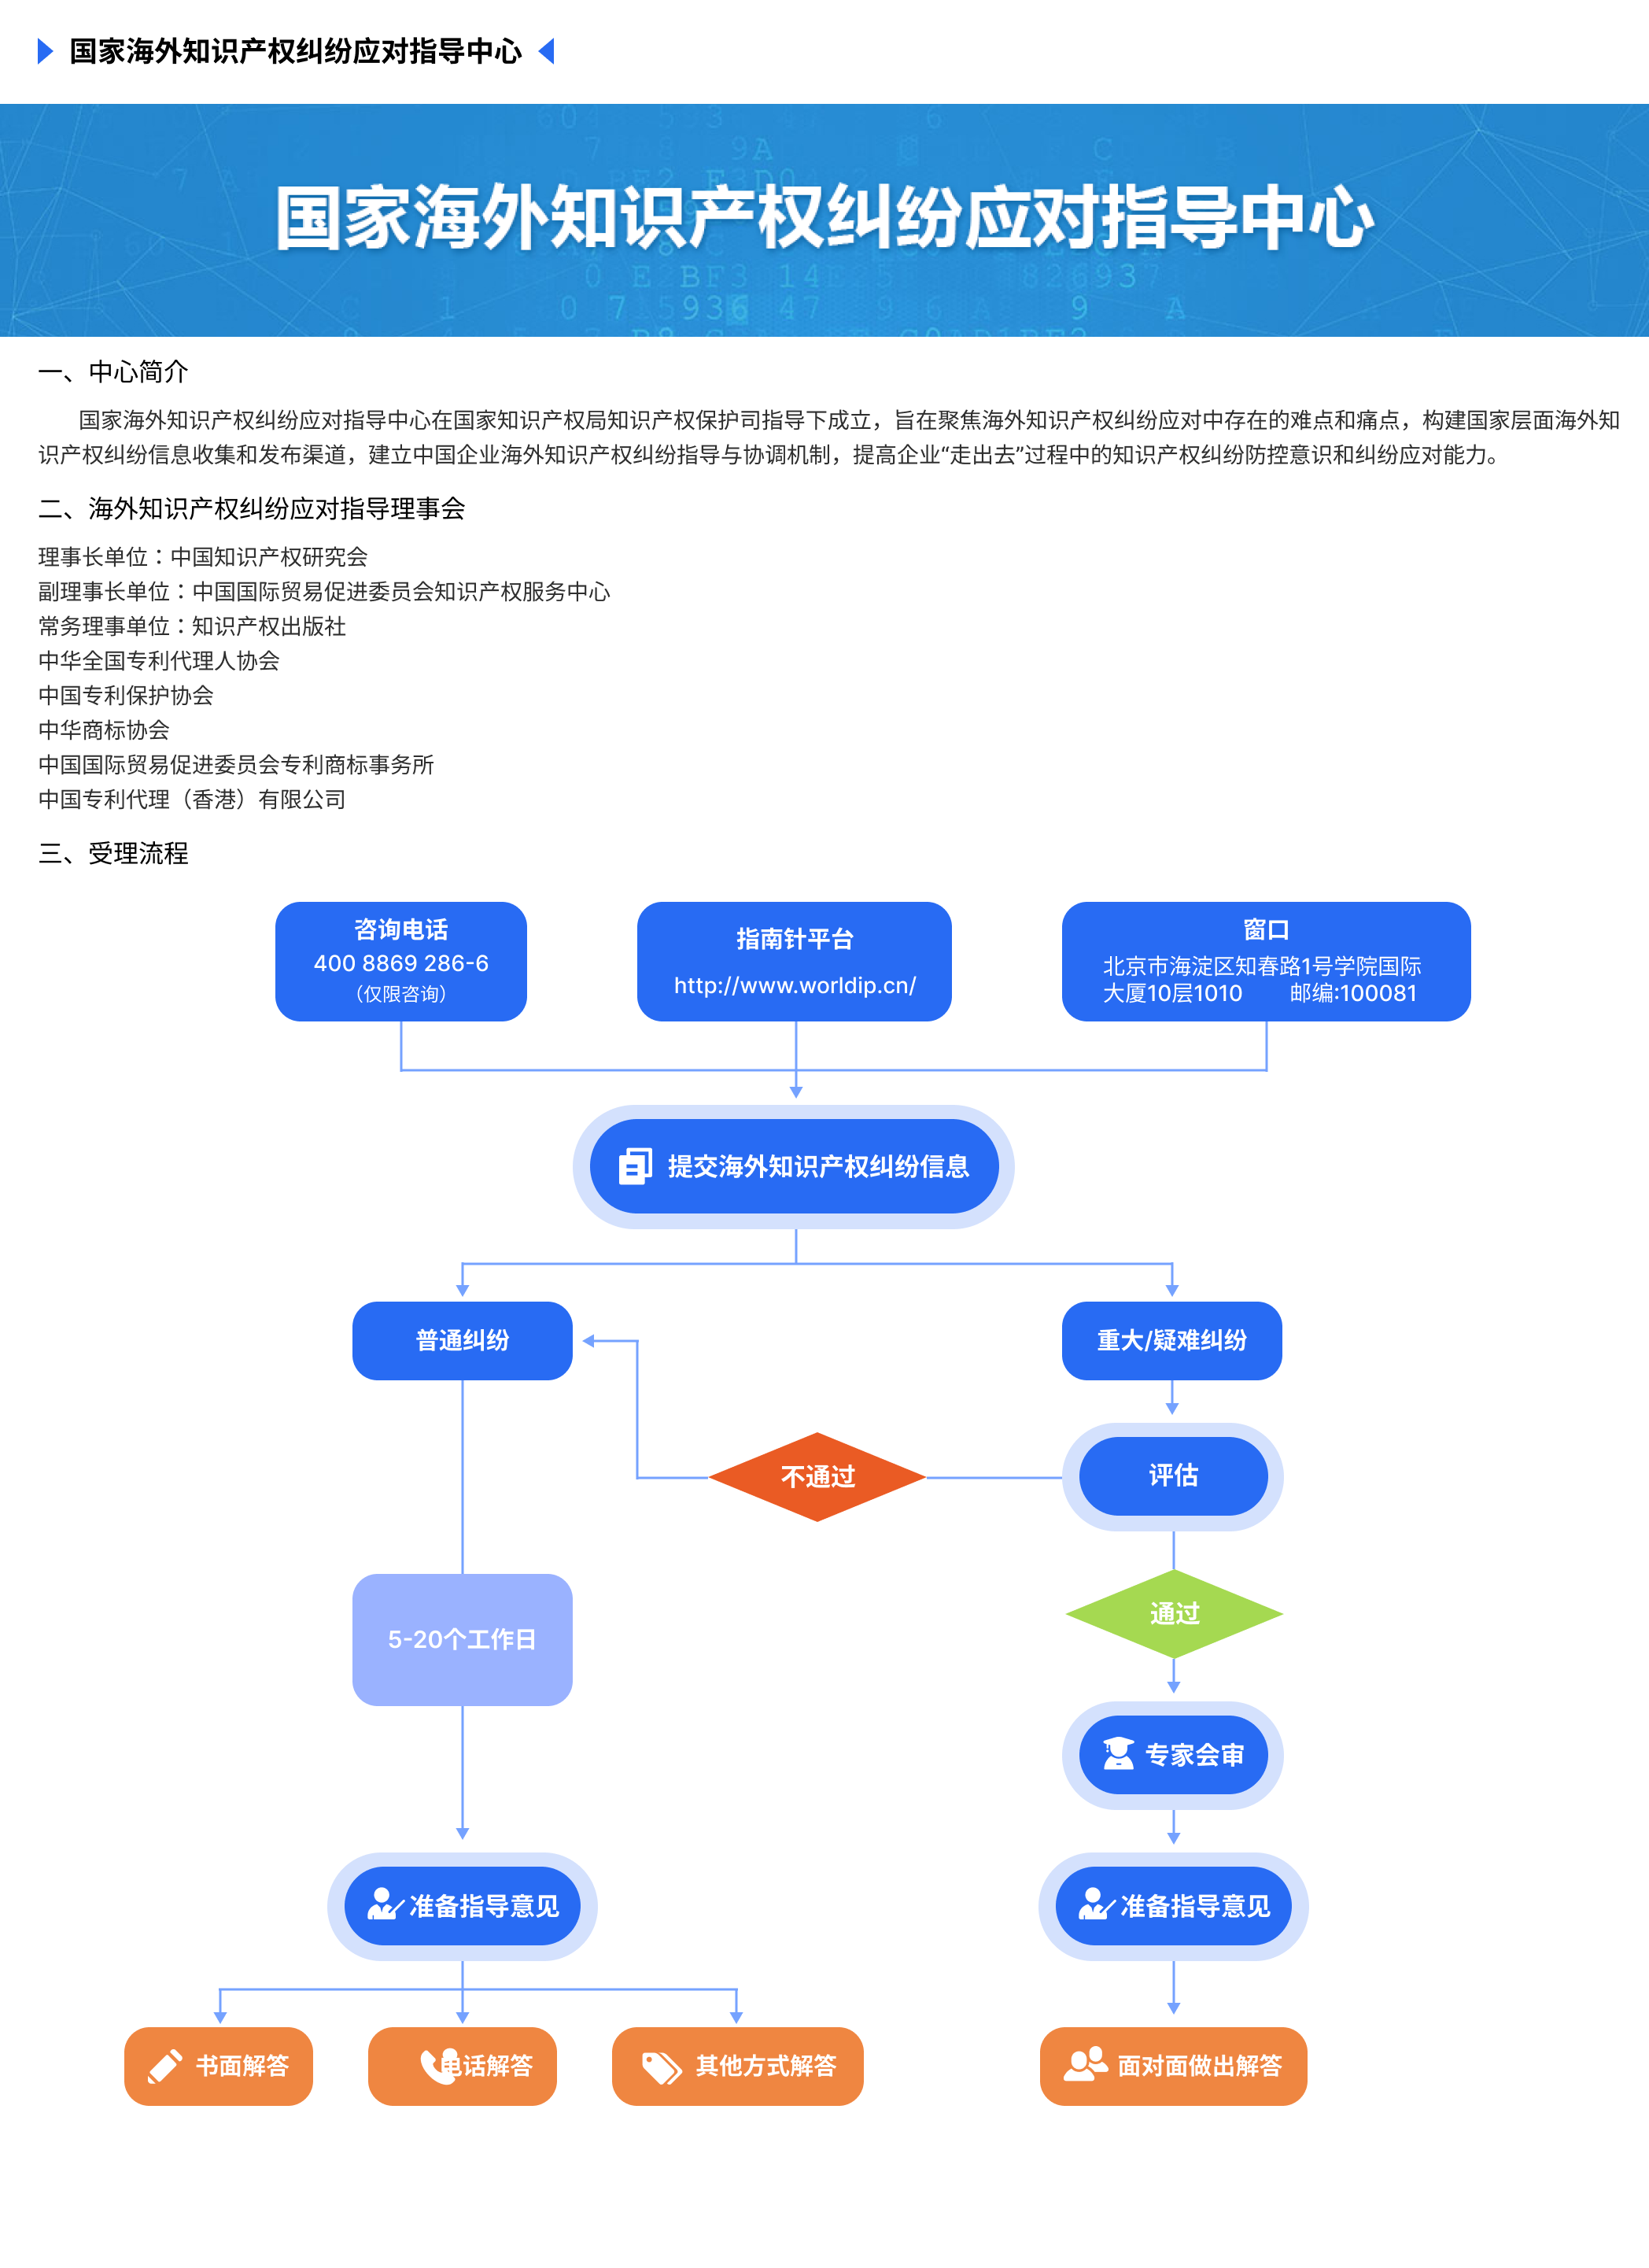 国家海外知识产权纠纷应对指导中心
国家海外知识产权纠纷应对指导中心
一、中心简介
国家海外知识产权纠纷应对指导中心在国家知识产权局知识产权保护司指导下成立，旨在聚焦海外知识产权纠纷应对中存在的难点和痛点，构建国家层面海外知
识产权纠纷信息收集和发布渠道，建立中国企业海外知识产权纠纷指导与协调机制，提高企业“走出去”过程中的知识产权纠纷防控意识和纠纷应对能力。
二、海外知识产权纠纷应对指导理事会
理事长单位：中国知识产权研究会
副理事长单位：中国国际贸易促进委员会知识产权服务中心
常务理事单位：知识产权出版社
中华全国专利代理人协会
中国专利保护协会
中华商标协会
中国国际贸易促进委员会专利商标事务所
中国专利代理（香港）有限公司
三、受理流程
咨询电话
400 8869 286-6
（仅限咨询）
指南针平台
http://www.worldip.cn/
窗口
北京市海淀区知春路1号学院国际
大厦10层1010 邮编:100081
提交海外知识产权纠纷信息
普通纠纷
重大/疑难纠纷
不通过
评估
通过
5-20个工作日
专家会审
准备指导意见
准备指导意见
书面解答
电话解答
其他方式解答
面对面做出解答